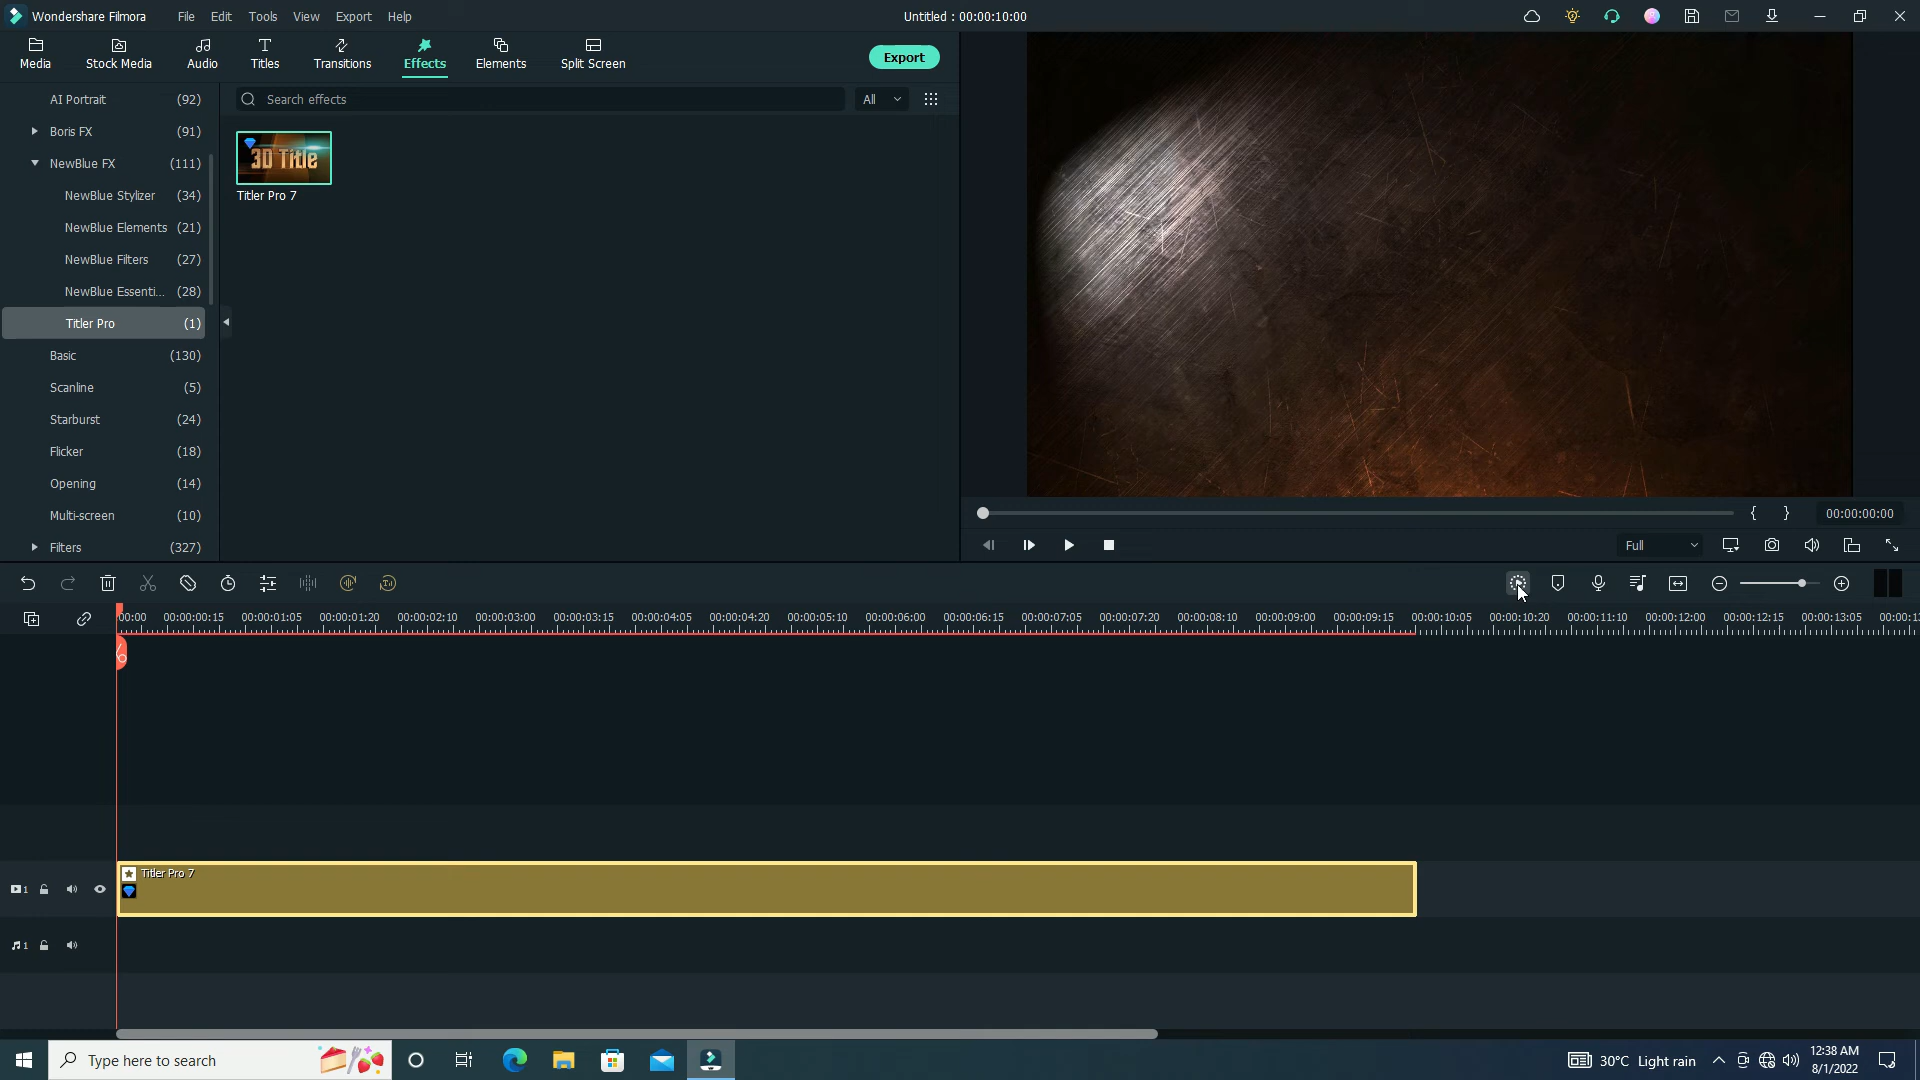 Wondershare Filmora
File Edit Tools View Export Help
Untitled : 00:00:10:00
Media Stock Media Audio Titles Transitions Effects Elements Split Screen
Export
AI Portrait (92)
Boris FX (91)
NewBlue FX (111)
NewBlue Stylizer (34)
NewBlue Elements (21)
NewBlue Filters (27)
NewBlue Essenti... (28)
Titler Pro (1)
Basic (130)
Scanline (5)
Starburst (24)
Flicker (18)
Opening (14)
Multi-screen (10)
Filters (327)
Search effects
All
3D Title
Titler Pro 7
{ } 00:00:00:00
Full
00:00 00:00:00:15 00:00:01:05 00:00:01:20 00:00:02:10 00:00:03:00 00:00:03:15 00:00:04:05 00:00:04:20 00:00:05:10 00:00:06:00 00:00:06:15 00:00:07:05 00:00:07:20 00:00:08:10 00:00:09:00 00:00:09:15 00:00:10:05 00:00:10:20 00:00:11:10 00:00:12:00 00:00:12:15 00:00:13:05 00:00:1
Titler Pro 7
1
1
Type here to search
30°C Light rain
12:38 AM
8/1/2022